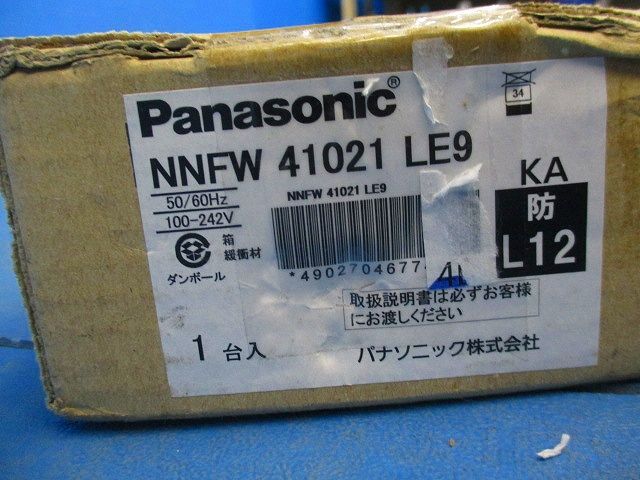 Panasonic®
NNFW 41021 LE9
50/60Hz
100-242V
NNFW 41021 LE9
*4902704677
箱
緩衝材
ダンボール
34
KA
防
L12
取扱説明書は必ずお客様
にお渡しください
1台入
パナソニック株式会社